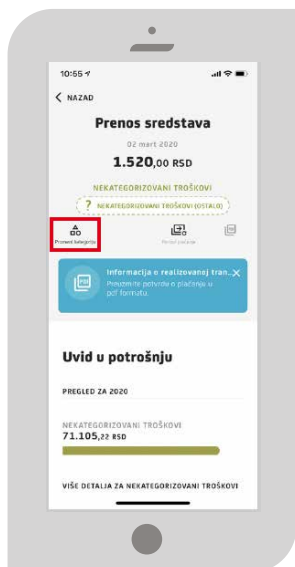 10:55
NAZAD
Prenos sredstava
02 mart 2020
1.520,00 RSD
NEKATEGORIZOVANI TROŠKOVI
? NEKATEGORIZOVANI TROŠKOVI (OSTALO)
Promeni kategoriju
PDF
Informacija o realizovanoj tran..
Preuzmite potvrdu o plaćanju u
pdf formatu.
Uvid u potrošnju
PREGLED ZA 2020
NEKATEGORIZOVANI TROŠKOVI
71.105,22 RSD
VIŠE DETALJA ZA NEKATEGORIZOVANI TROŠKOVI